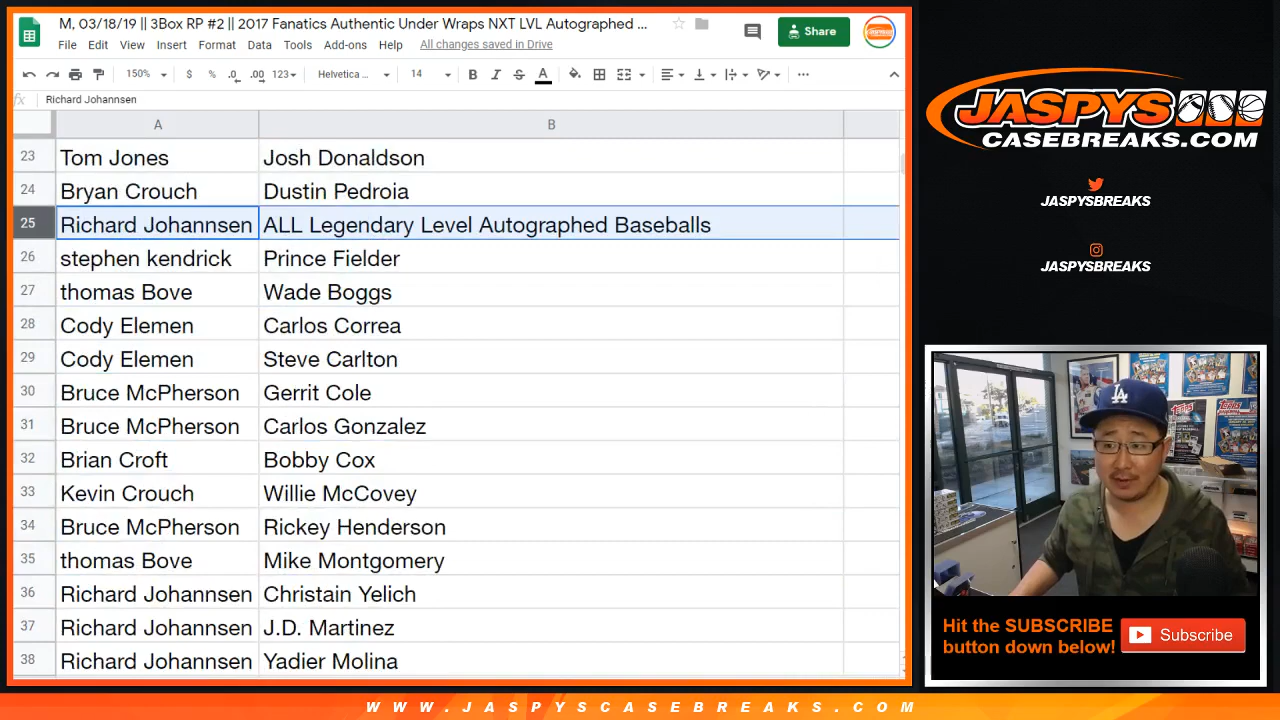 M, 03/18/19 || 3Box RP #2 || 2017 Fanatics Authentic Under Wraps NXT LVL Autographed ...
File Edit View Insert Format Data Tools Add-ons Help All changes saved in Drive
Share
150% $ % .0 .00 123 Helvetica ... 14 B I S A
fx Richard Johannsen
A B
23 Tom Jones Josh Donaldson
24 Bryan Crouch Dustin Pedroia
25 Richard Johannsen ALL Legendary Level Autographed Baseballs
26 stephen kendrick Prince Fielder
27 thomas Bove Wade Boggs
28 Cody Elemen Carlos Correa
29 Cody Elemen Steve Carlton
30 Bruce McPherson Gerrit Cole
31 Bruce McPherson Carlos Gonzalez
32 Brian Croft Bobby Cox
33 Kevin Crouch Willie McCovey
34 Bruce McPherson Rickey Henderson
35 thomas Bove Mike Montgomery
36 Richard Johannsen Christain Yelich
37 Richard Johannsen J.D. Martinez
38 Richard Johannsen Yadier Molina
JASPYS
CASEBREAKS.COM
JASPYSBREAKS
JASPYSBREAKS
LA
TOPPS
Hit the SUBSCRIBE
button down below!
Subscribe
WWW.JASPYSCASEBREAKS.COM